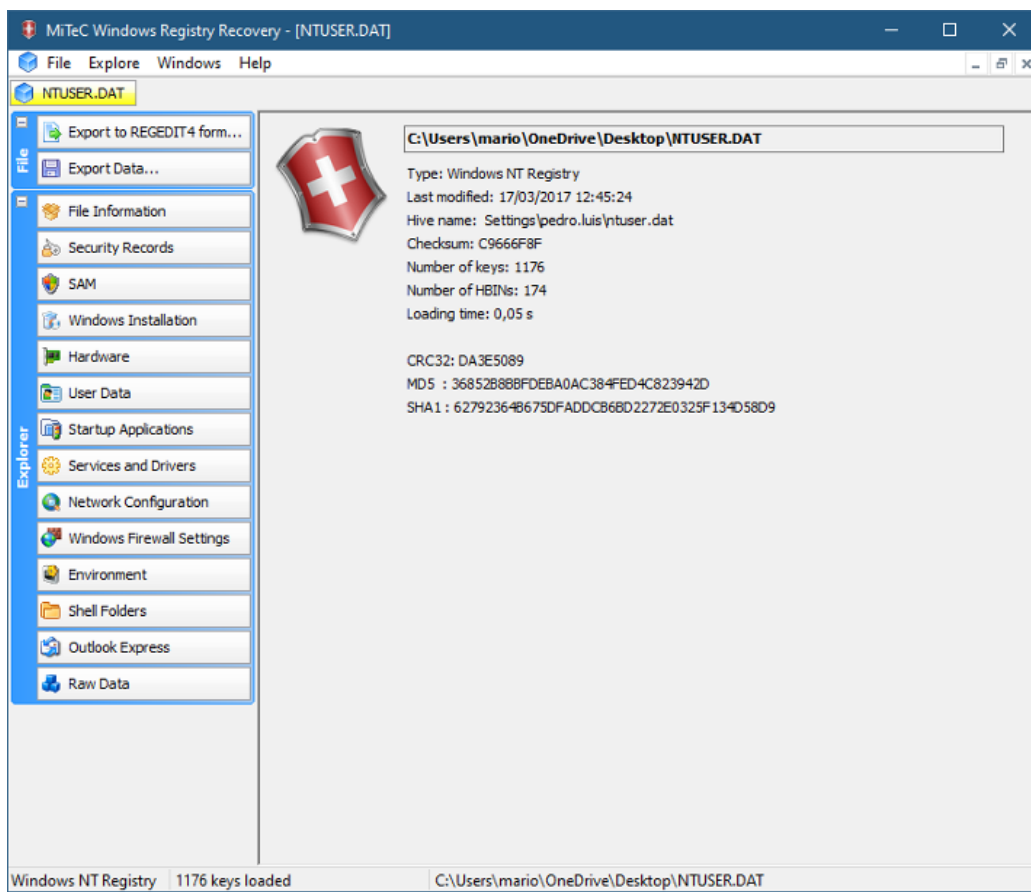 MiTeC Windows Registry Recovery - [NTUSER.DAT]
File Explore Windows Help
NTUSER.DAT
File
Export to REGEDIT4 form...
Export Data...
Explorer
File Information
Security Records
SAM
Windows Installation
Hardware
User Data
Startup Applications
Services and Drivers
Network Configuration
Windows Firewall Settings
Environment
Shell Folders
Outlook Express
Raw Data
C:\Users\mario\OneDrive\Desktop\NTUSER.DAT
Type: Windows NT Registry
Last modified: 17/03/2017 12:45:24
Hive name: Settings\pedro.luis\ntuser.dat
Checksum: C9666F8F
Number of keys: 1176
Number of HBINs: 174
Loading time: 0,05 s
CRC32: DA3E5089
MD5 : 36852B8BBFDEBA0AC384FED4C823942D
SHA1 : 62792364B675DFADDCB6BD2272E0325F134D58D9
Windows NT Registry 1176 keys loaded C:\Users\mario\OneDrive\Desktop\NTUSER.DAT